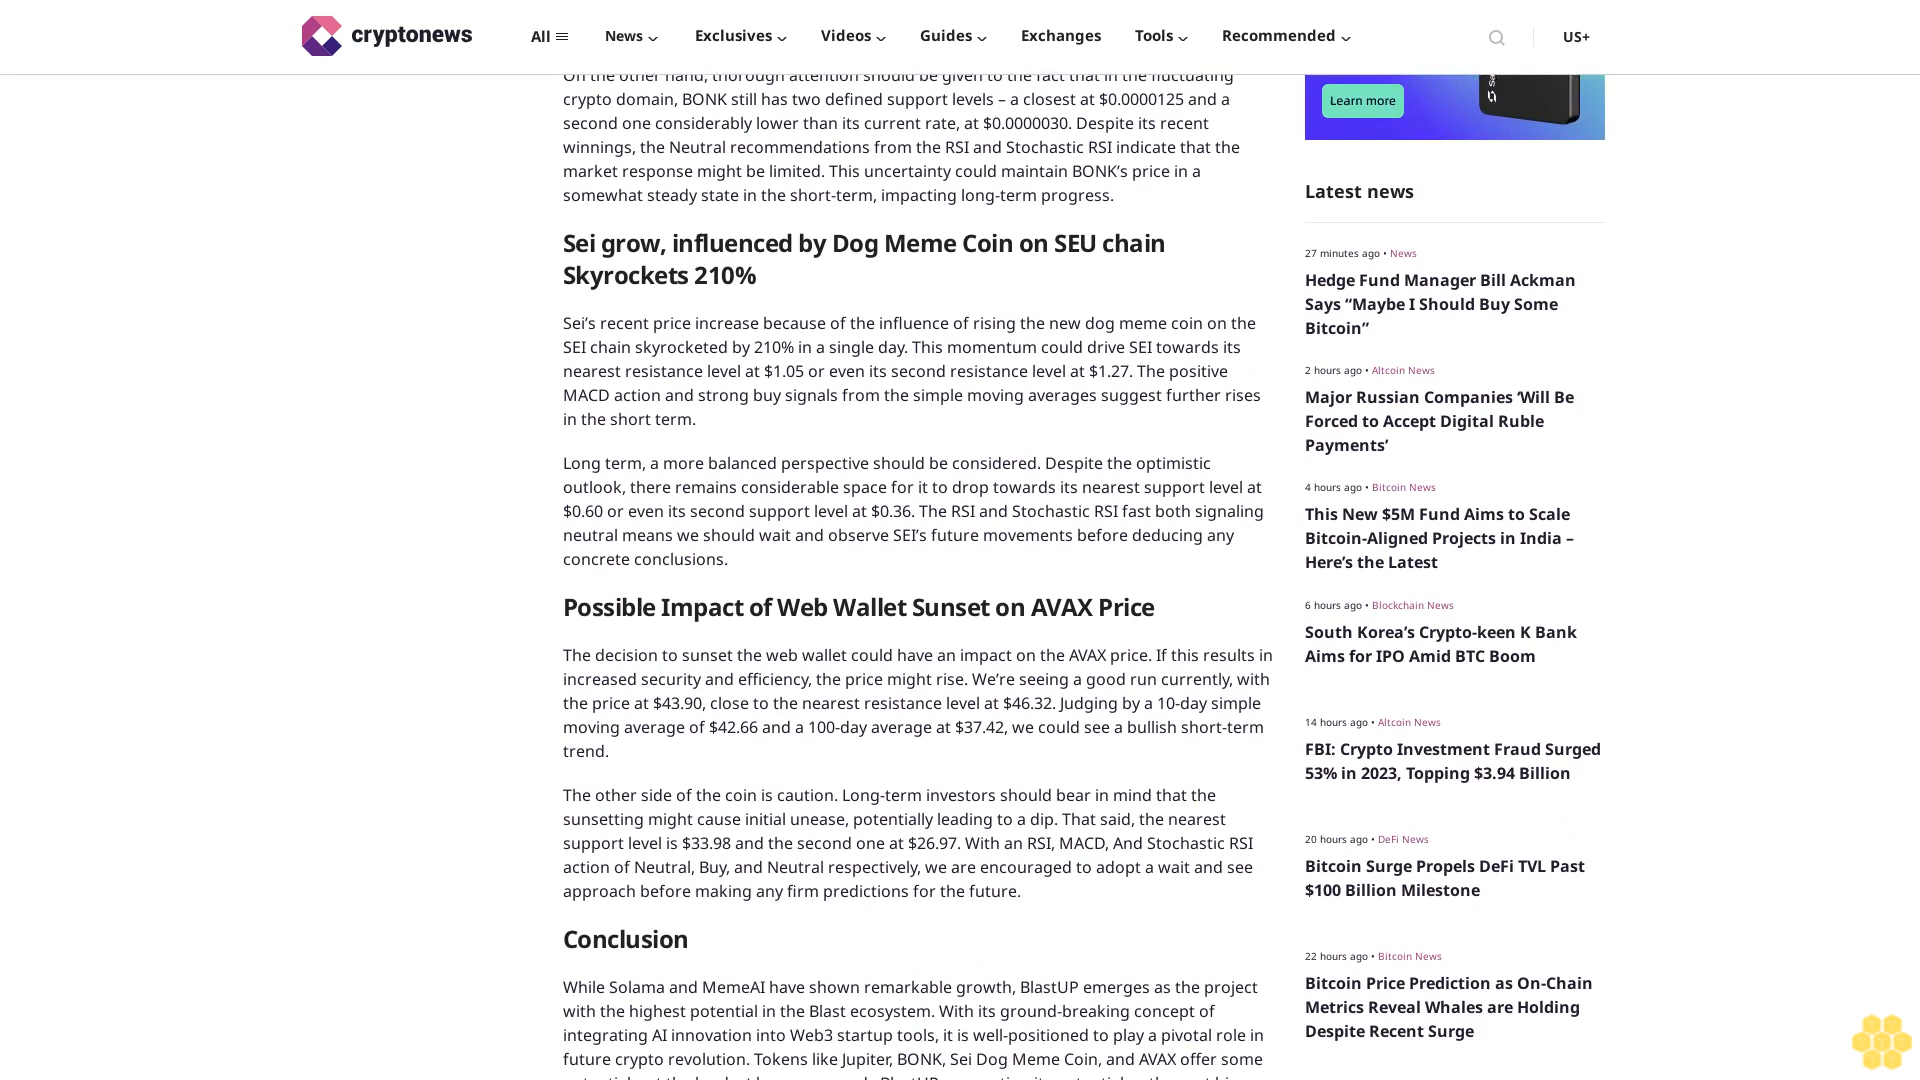 cryptonews
All
News
Exclusives
Videos
Guides
Exchanges
Tools
Recommended
US+
On the other hand, thorough attention should be given to the fact that in the fluctuating
crypto domain, BONK still has two defined support levels – a closest at $0.0000125 and a
second one considerably lower than its current rate, at $0.0000030. Despite its recent
winnings, the Neutral recommendations from the RSI and Stochastic RSI indicate that the
market response might be limited. This uncertainty could maintain BONK’s price in a
somewhat steady state in the short-term, impacting long-term progress.
Sei grow, influenced by Dog Meme Coin on SEU chain
Skyrockets 210%
Sei’s recent price increase because of the influence of rising the new dog meme coin on the
SEI chain skyrocketed by 210% in a single day. This momentum could drive SEI towards its
nearest resistance level at $1.05 or even its second resistance level at $1.27. The positive
MACD action and strong buy signals from the simple moving averages suggest further rises
in the short term.
Long term, a more balanced perspective should be considered. Despite the optimistic
outlook, there remains considerable space for it to drop towards its nearest support level at
$0.60 or even its second support level at $0.36. The RSI and Stochastic RSI fast both signaling
neutral means we should wait and observe SEI’s future movements before deducing any
concrete conclusions.
Possible Impact of Web Wallet Sunset on AVAX Price
The decision to sunset the web wallet could have an impact on the AVAX price. If this results in
increased security and efficiency, the price might rise. We’re seeing a good run currently, with
the price at $43.90, close to the nearest resistance level at $46.32. Judging by a 10-day simple
moving average of $42.66 and a 100-day average at $37.42, we could see a bullish short-term
trend.
The other side of the coin is caution. Long-term investors should bear in mind that the
sunsetting might cause initial unease, potentially leading to a dip. That said, the nearest
support level is $33.98 and the second one at $26.97. With an RSI, MACD, And Stochastic RSI
action of Neutral, Buy, and Neutral respectively, we are encouraged to adopt a wait and see
approach before making any firm predictions for the future.
Conclusion
While Solama and MemeAI have shown remarkable growth, BlastUP emerges as the project
with the highest potential in the Blast ecosystem. With its ground-breaking concept of
integrating AI innovation into Web3 startup tools, it is well-positioned to play a pivotal role in
future crypto revolution. Tokens like Jupiter, BONK, Sei Dog Meme Coin, and AVAX offer some
Learn more
Latest news
27 minutes ago • News
Hedge Fund Manager Bill Ackman
Says “Maybe I Should Buy Some
Bitcoin”
2 hours ago • Altcoin News
Major Russian Companies ‘Will Be
Forced to Accept Digital Ruble
Payments’
4 hours ago • Bitcoin News
This New $5M Fund Aims to Scale
Bitcoin-Aligned Projects in India –
Here’s the Latest
6 hours ago • Blockchain News
South Korea’s Crypto-keen K Bank
Aims for IPO Amid BTC Boom
14 hours ago • Altcoin News
FBI: Crypto Investment Fraud Surged
53% in 2023, Topping $3.94 Billion
20 hours ago • DeFi News
Bitcoin Surge Propels DeFi TVL Past
$100 Billion Milestone
22 hours ago • Bitcoin News
Bitcoin Price Prediction as On-Chain
Metrics Reveal Whales are Holding
Despite Recent Surge